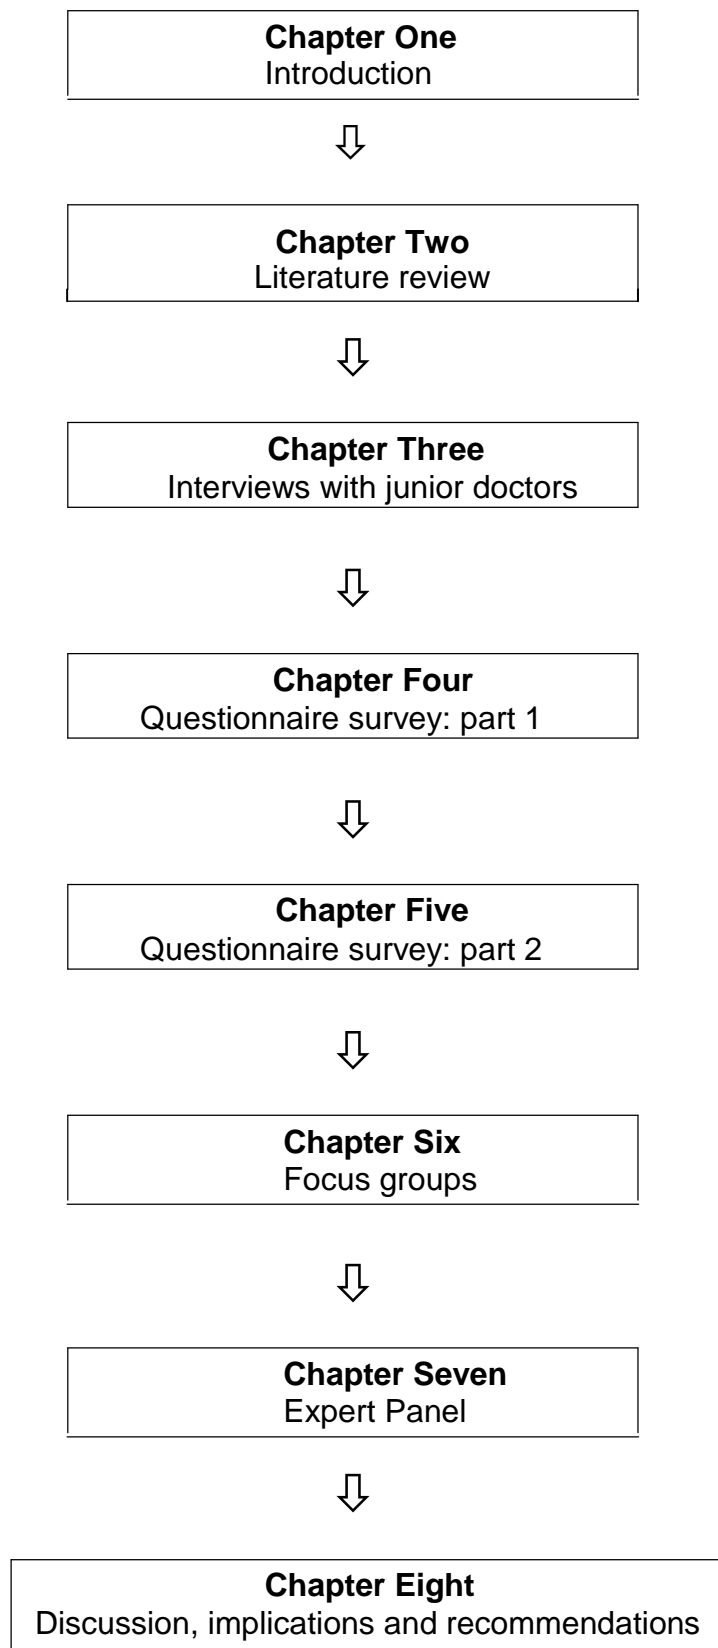 Chapter One
Introduction
Chapter Two
Literature review
Chapter Three
Interviews with junior doctors
Chapter Four
Questionnaire survey: part 1
Chapter Five
Questionnaire survey: part 2
Chapter Six
Focus groups
Chapter Seven
Expert Panel
Chapter Eight
Discussion, implications and recommendations